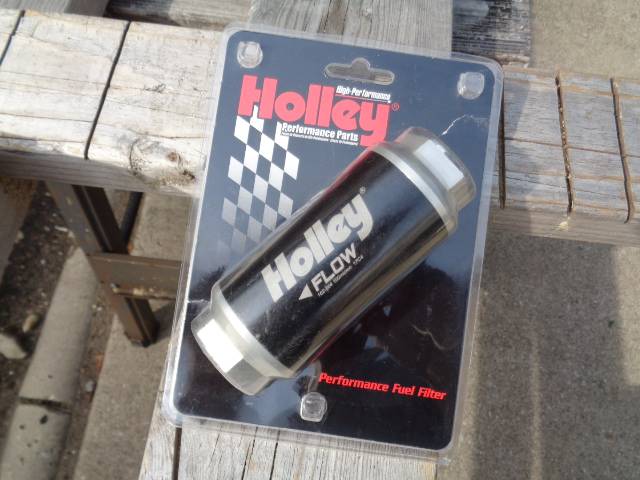 High-Performance
Holley®
Performance Parts
Holley®
FLOW
Performance Fuel Filter